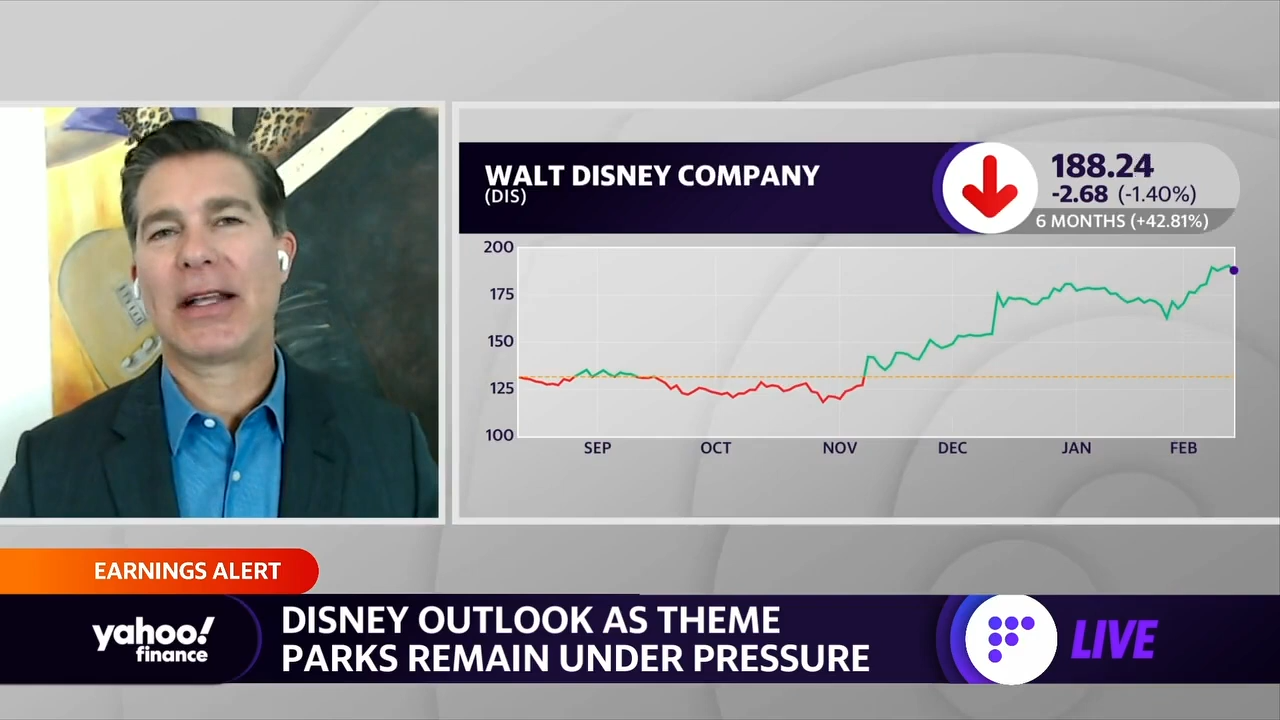 WALT DISNEY COMPANY
(DIS)
188.24
-2.68 (-1.40%)
6 MONTHS (+42.81%)
200
175
150
125
100
SEP OCT NOV DEC JAN FEB
EARNINGS ALERT
yahoo!
finance
DISNEY OUTLOOK AS THEME
PARKS REMAIN UNDER PRESSURE
LIVE